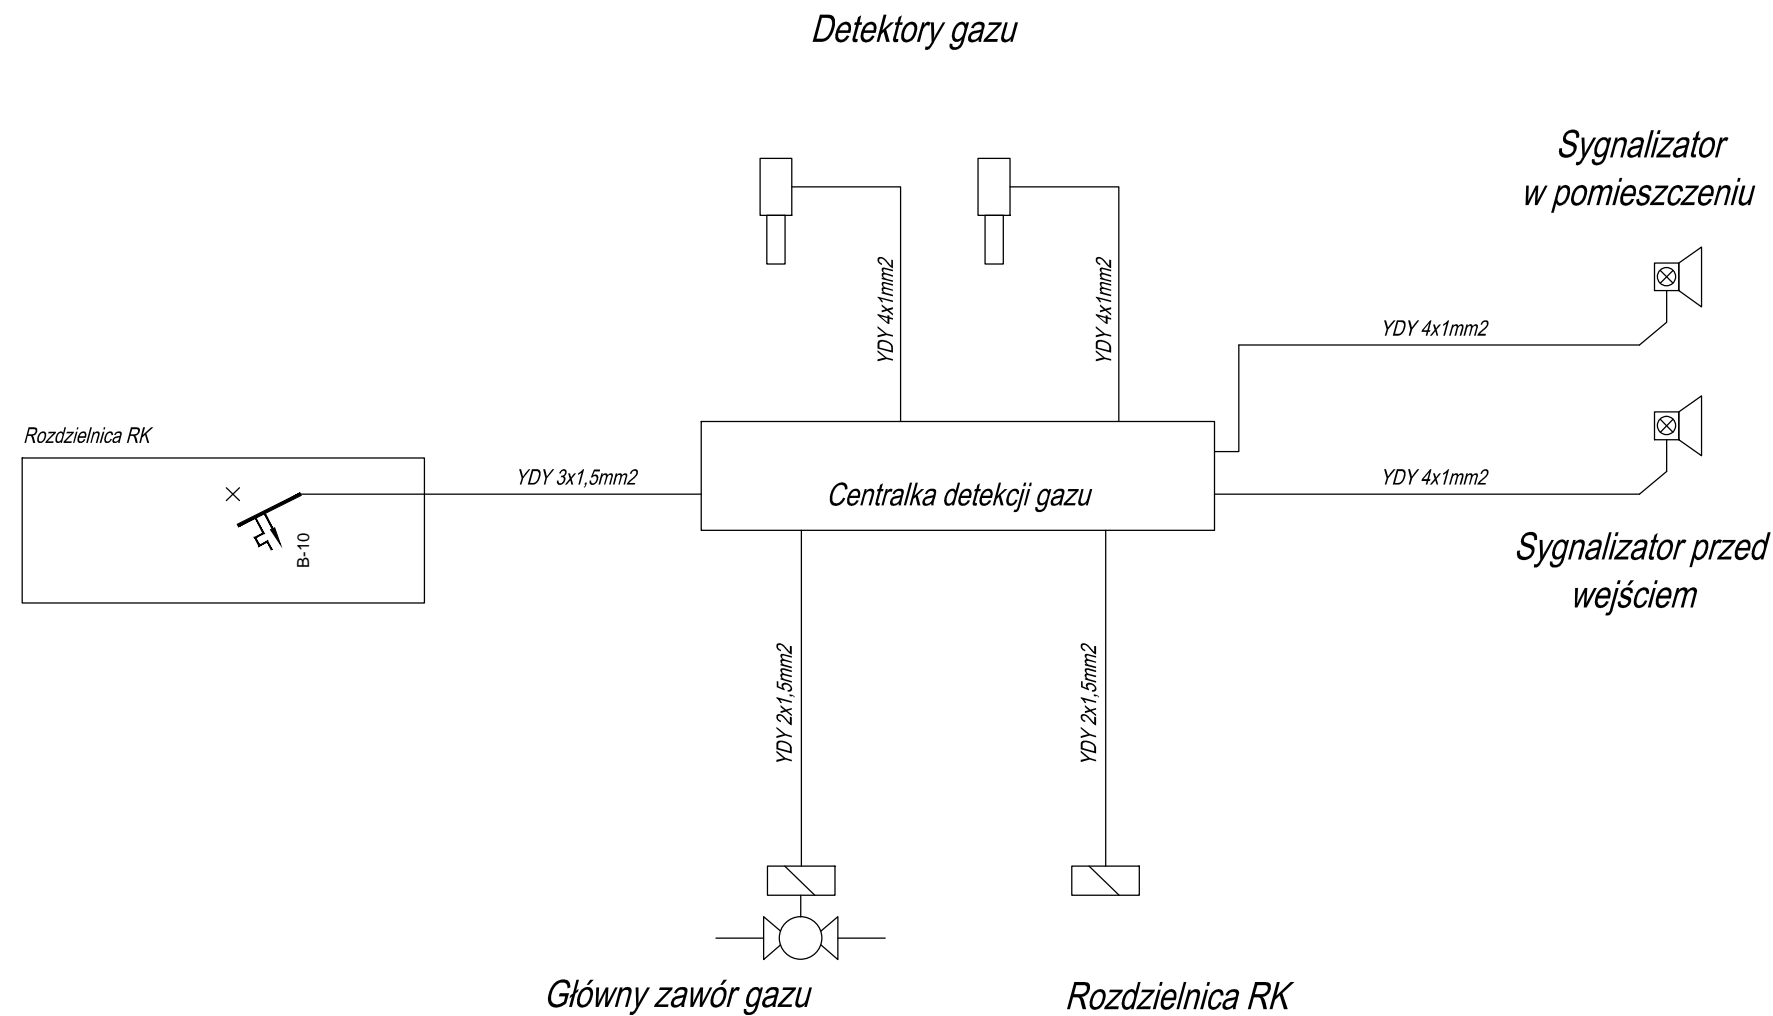 Detektory gazu
Sygnalizator
w pomieszczeniu
YDY 4x1mm2
YDY 4x1mm2
YDY 4x1mm2
Rozdzielnica RK
YDY 3x1,5mm2
Centralka detekcji gazu
YDY 4x1mm2
B-10
Sygnalizator przed
wejściem
YDY 2x1,5mm2
YDY 2x1,5mm2
Główny zawór gazu
Rozdzielnica RK